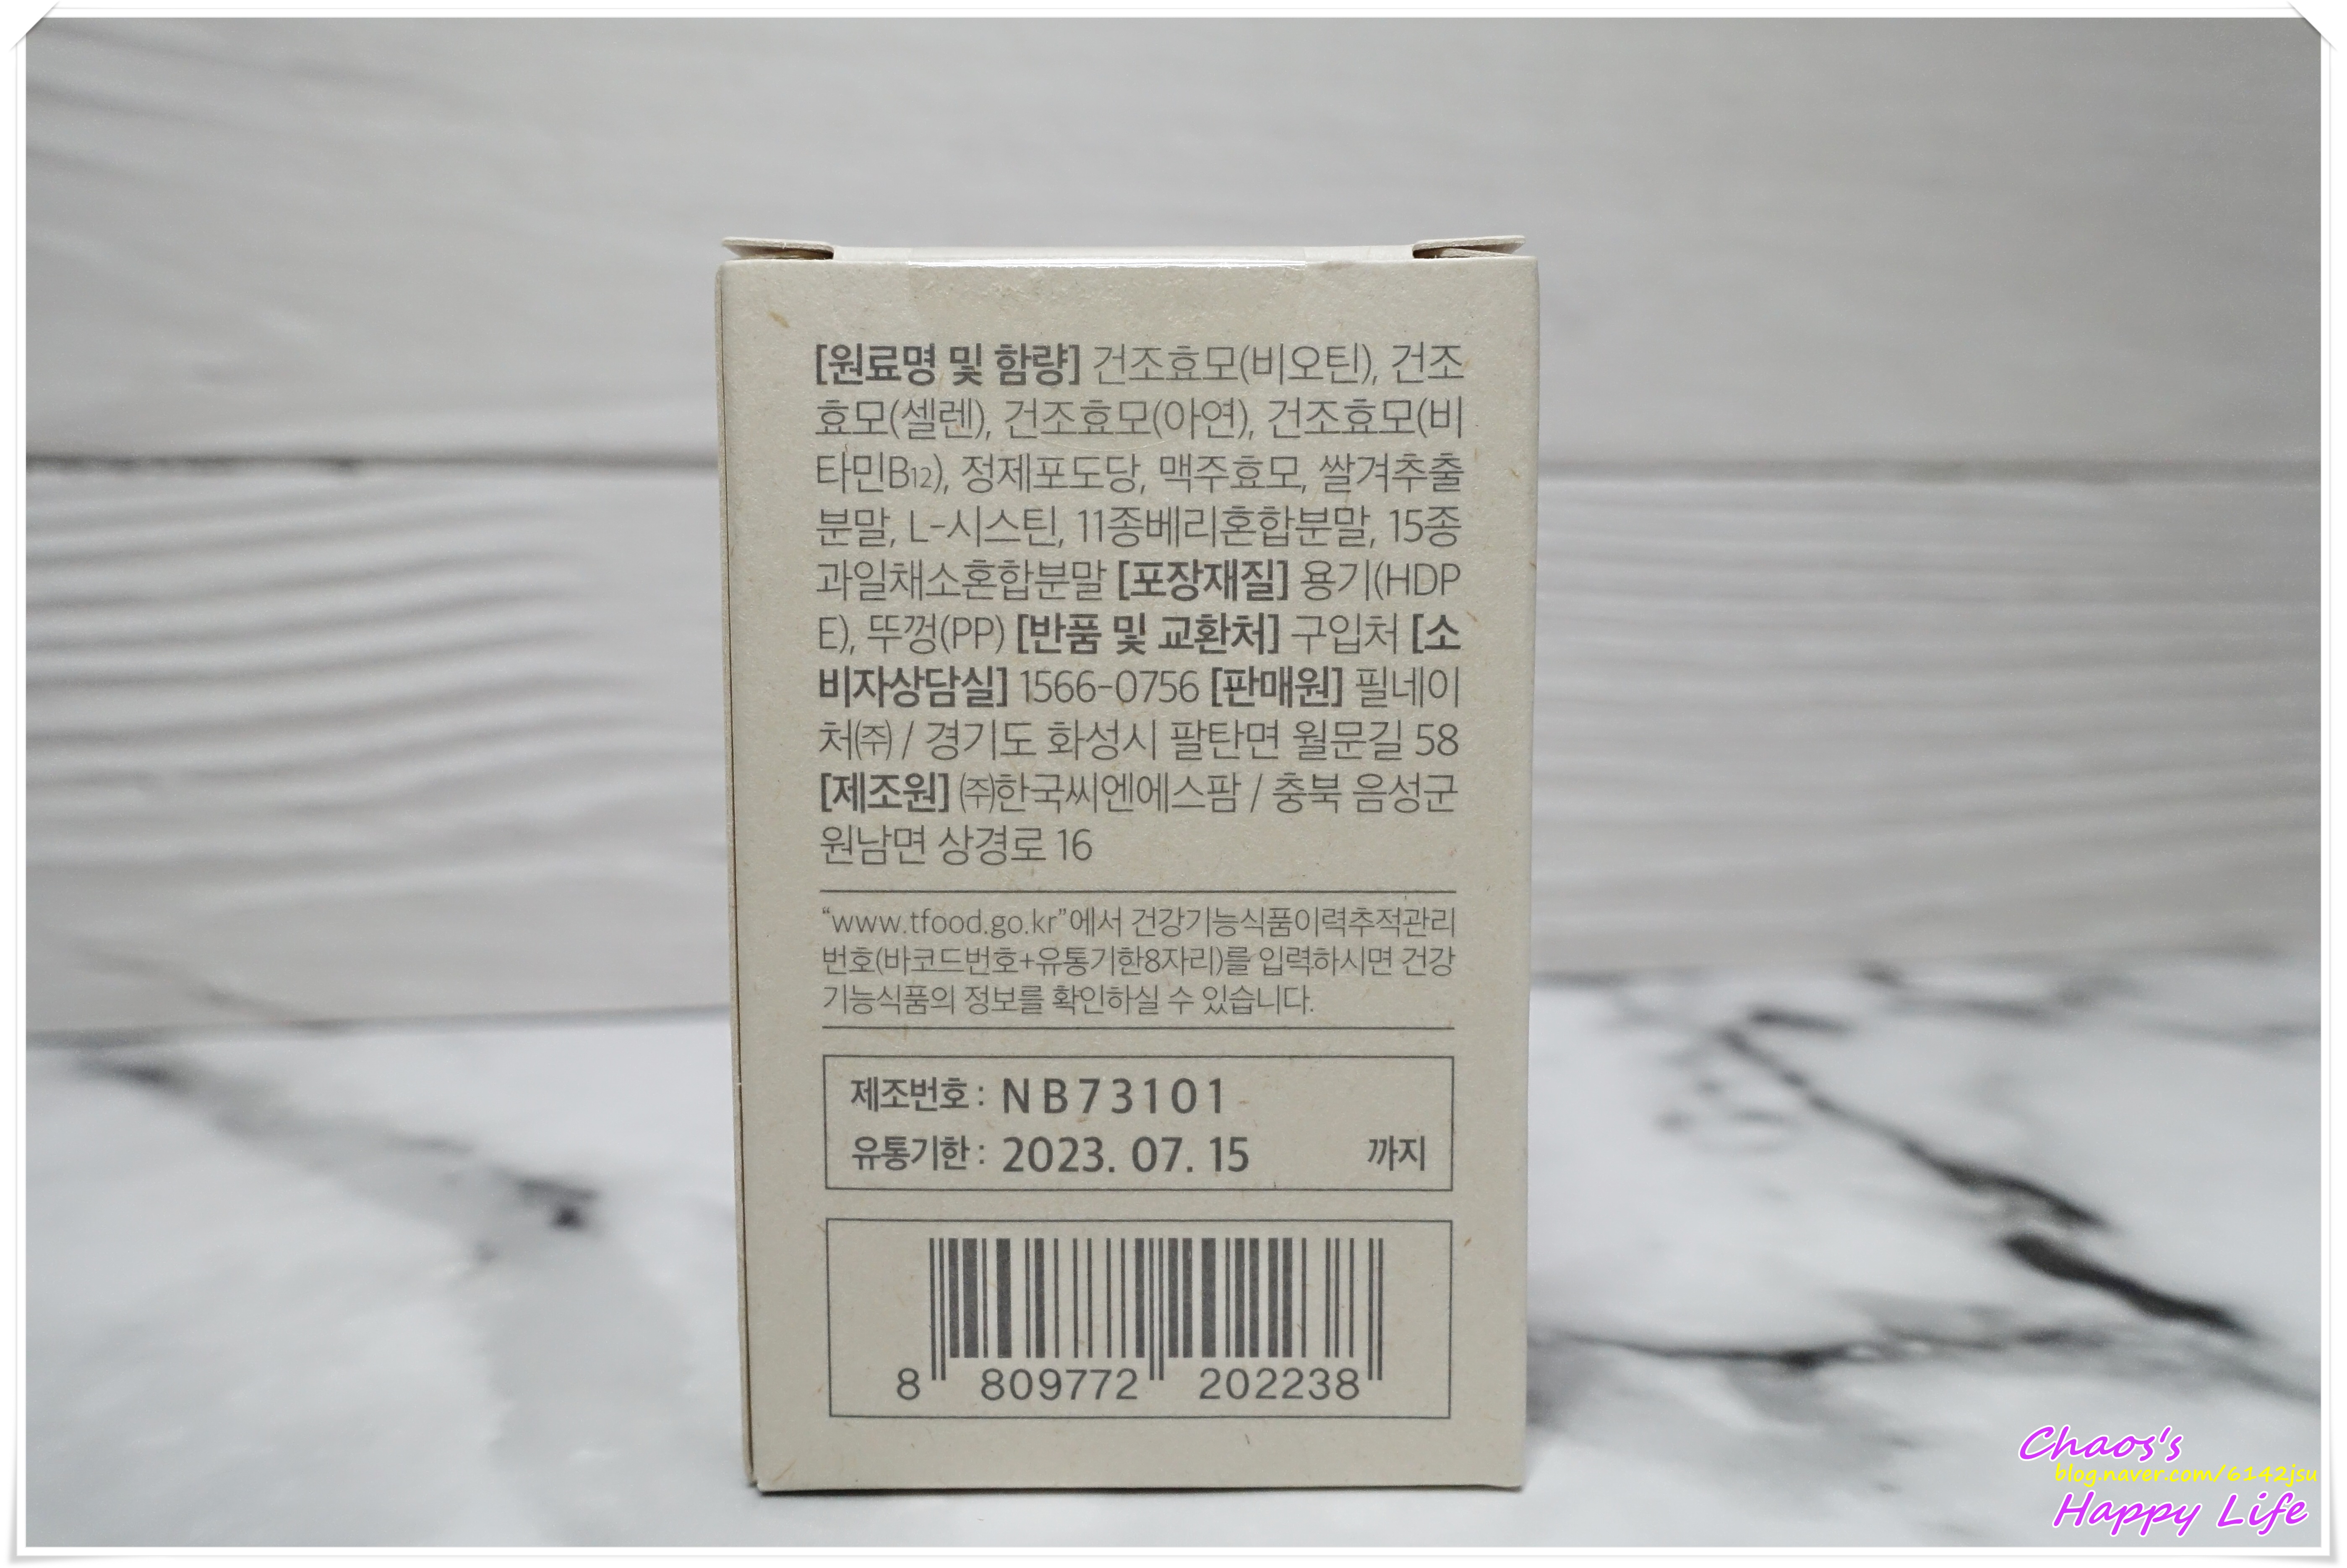 [원료명 및 함량] 건조효모(비오틴), 건조
효모(셀렌), 건조효모(아연), 건조효모(비
타민B12), 정제포도당, 맥주효모, 쌀겨추출
분말, L-시스틴, 11종베리혼합분말, 15종
과일채소혼합분말 [포장재질] 용기(HDP
E), 뚜껑(PP) [반품 및 교환처] 구입처 [소
비자상담실] 1566-0756 [판매원] 필네이
처㈜ / 경기도 화성시 팔탄면 월문길 58
[제조원] ㈜한국씨엔에스팜 / 충북 음성군
원남면 상경로 16
“www.tfood.go.kr”에서 건강기능식품이력추적관리
번호(바코드번호+유통기한8자리)를 입력하시면 건강
기능식품의 정보를 확인하실 수 있습니다.
제조번호 : NB73101
유통기한 : 2023. 07. 15 까지
8 809772 202238
Chaos's
blog.naver.com/6142jsu
Happy Life